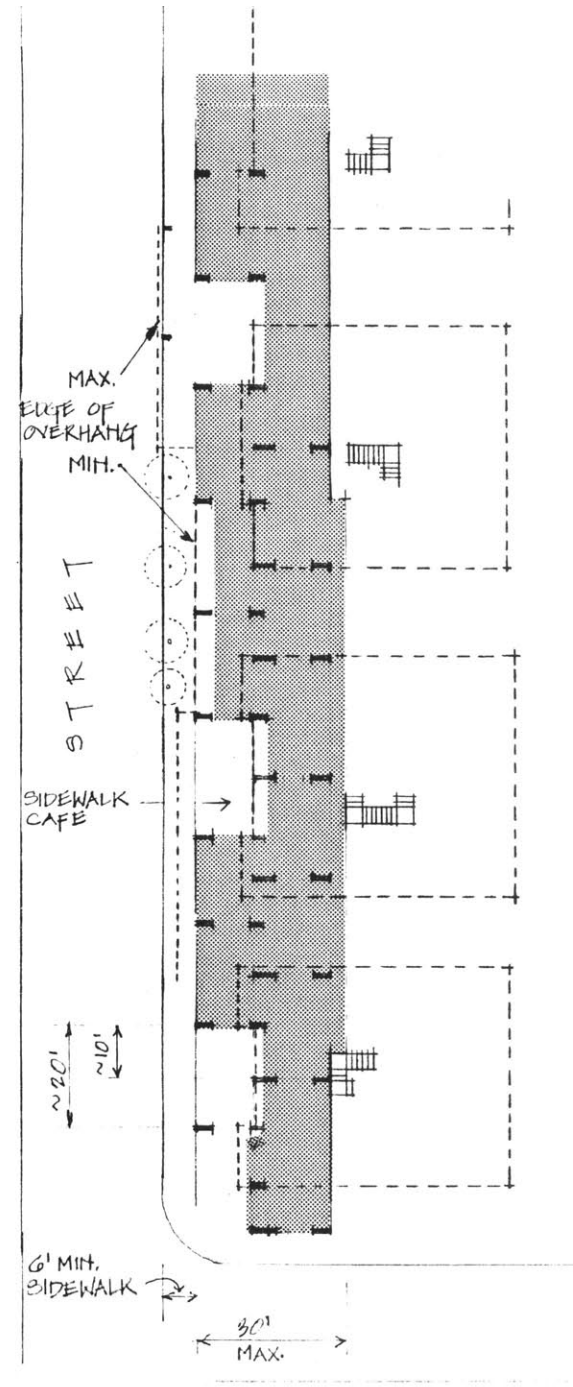 MAX.
EDGE OF
OVERHANG
MIN.
STREET
SIDEWALK
CAFE
~20'
~10'
6' MIN.
SIDEWALK
30'
MAX.